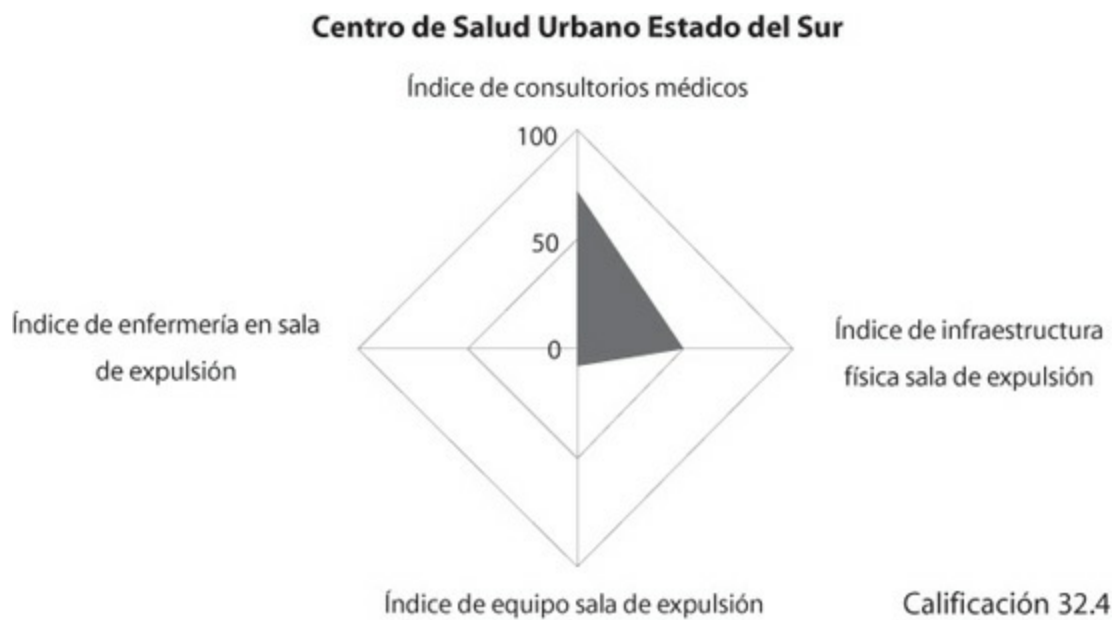 Centro de Salud Urbano Estado del Sur
Índice de consultorios médicos
100
50
0
Índice de enfermería en sala
de expulsión
Índice de infraestructura
física sala de expulsión
Índice de equipo sala de expulsión
Calificación 32.4